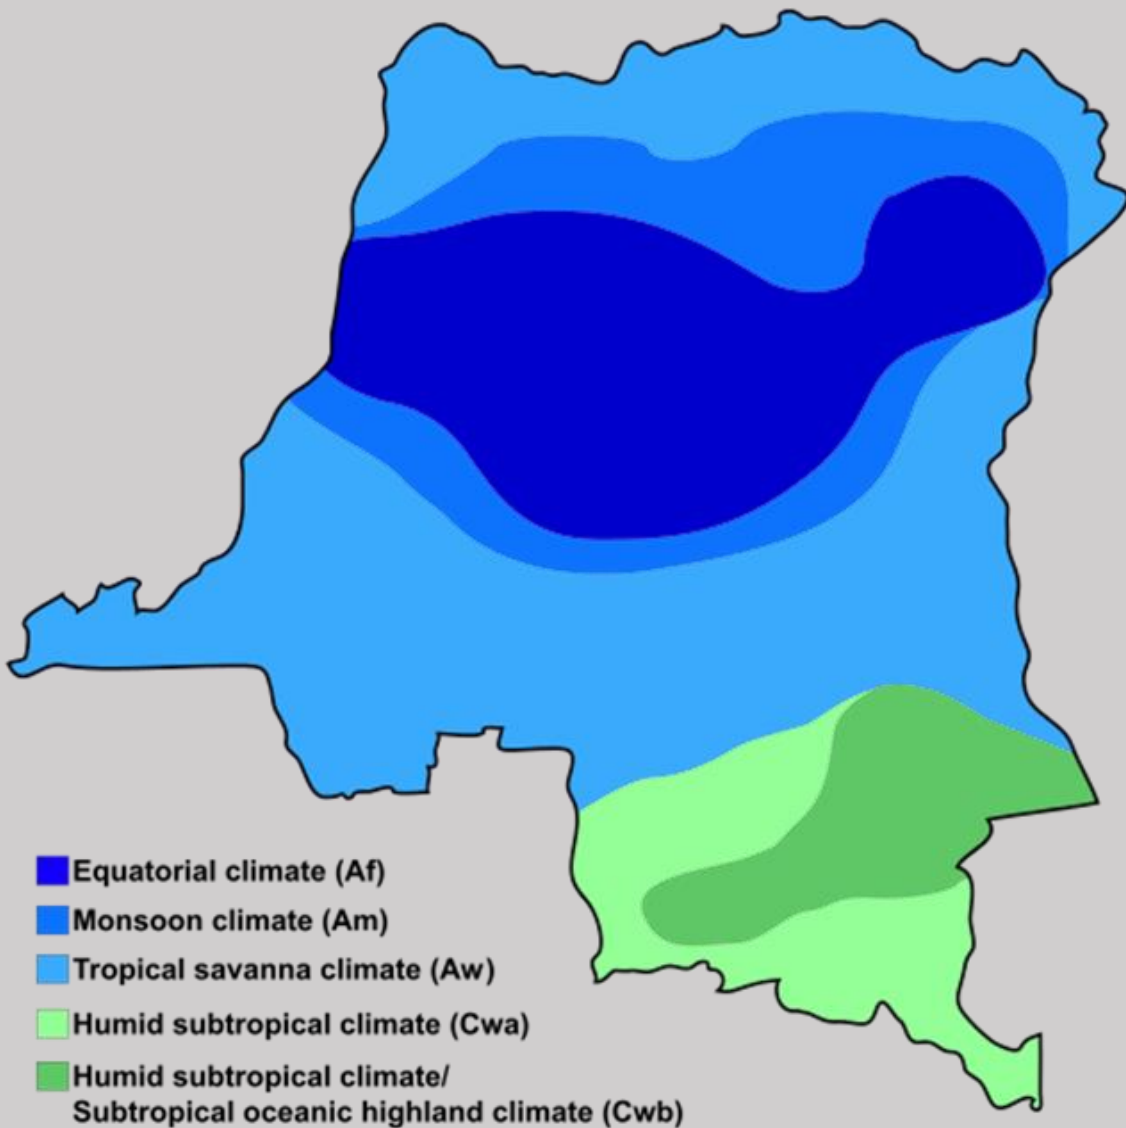 Equatorial climate (Af)
Monsoon climate (Am)
Tropical savanna climate (Aw)
Humid subtropical climate (Cwa)
Humid subtropical climate/
Subtropical oceanic highland climate (Cwb)